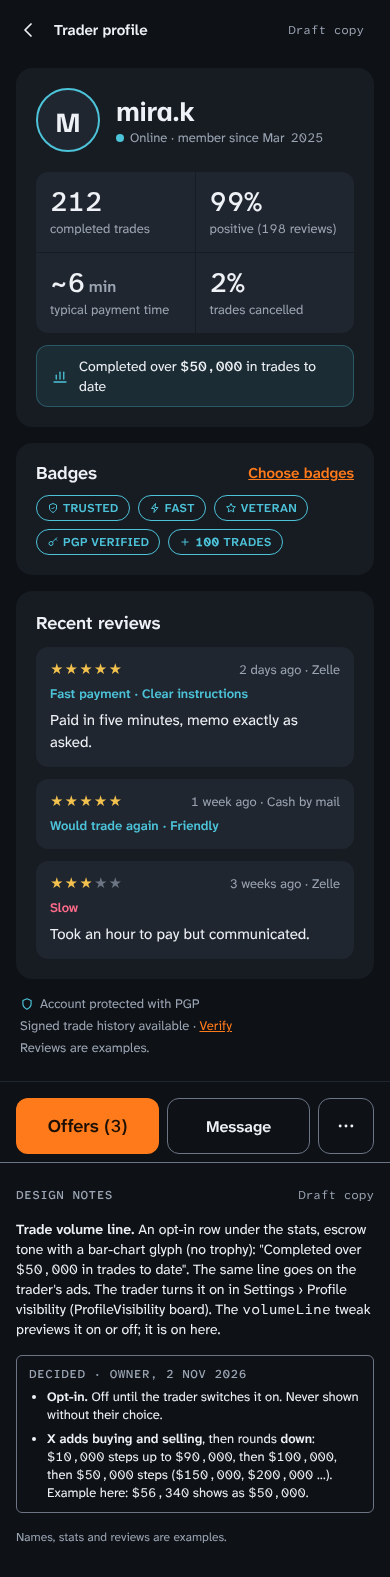 Trader profile
Draft copy
M
mira.k
Online · member since Mar 2025
212
completed trades
99%
positive (198 reviews)
~6 min
typical payment time
2%
trades cancelled
Completed over $50,000 in trades to
date
Badges
Choose badges
TRUSTED
FAST
VETERAN
PGP VERIFIED
100 TRADES
Recent reviews
★★★★★
2 days ago · Zelle
Fast payment · Clear instructions
Paid in five minutes, memo exactly as
asked.
★★★★★
1 week ago · Cash by mail
Would trade again · Friendly
★★★★★
3 weeks ago · Zelle
Slow
Took an hour to pay but communicated.
Account protected with PGP
Signed trade history available · Verify
Reviews are examples.
Offers (3)
Message
···
DESIGN NOTES
Draft copy
Trade volume line. An opt-in row under the stats, escrow
tone with a bar-chart glyph (no trophy): "Completed over
$50,000 in trades to date". The same line goes on the
trader's ads. The trader turns it on in Settings › Profile
visibility (ProfileVisibility board). The volumeLine tweak
previews it on or off; it is on here.
DECIDED · OWNER, 2 NOV 2026
• Opt-in. Off until the trader switches it on. Never shown
without their choice.
• X adds buying and selling, then rounds down:
$10,000 steps up to $90,000, then $100,000,
then $50,000 steps ($150,000, $200,000 …).
Example here: $56,340 shows as $50,000.
Names, stats and reviews are examples.